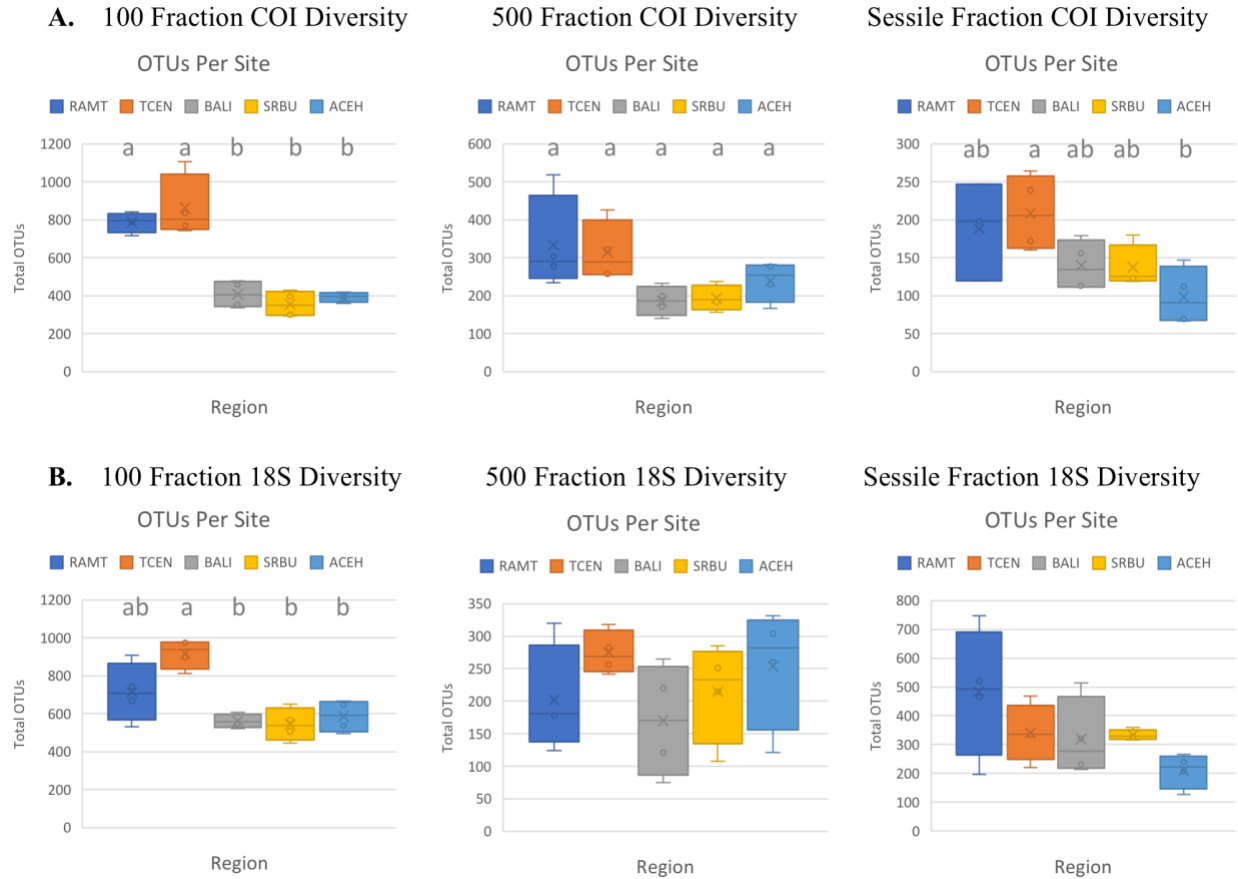 A. 100 Fraction COI Diversity
OTUs Per Site
RAMT TCEN BALI SRBU ACEH
a a b b b
1200
1000
800
600
400
200
0
Total OTUs
Region
500 Fraction COI Diversity
OTUs Per Site
RAMT TCEN BALI SRBU ACEH
a a a a a
600
500
400
300
200
100
0
Total OTUs
Region
Sessile Fraction COI Diversity
OTUs Per Site
RAMT TCEN BALI SRBU ACEH
ab a ab ab b
300
250
200
150
100
50
0
Total OTUs
Region
B. 100 Fraction 18S Diversity
OTUs Per Site
RAMT TCEN BALI SRBU ACEH
ab a b b b
1200
1000
800
600
400
200
0
Total OTUs
Region
500 Fraction 18S Diversity
OTUs Per Site
RAMT TCEN BALI SRBU ACEH
350
300
250
200
150
100
50
0
Total OTUs
Region
Sessile Fraction 18S Diversity
OTUs Per Site
RAMT TCEN BALI SRBU ACEH
800
700
600
500
400
300
200
100
0
Total OTUs
Region